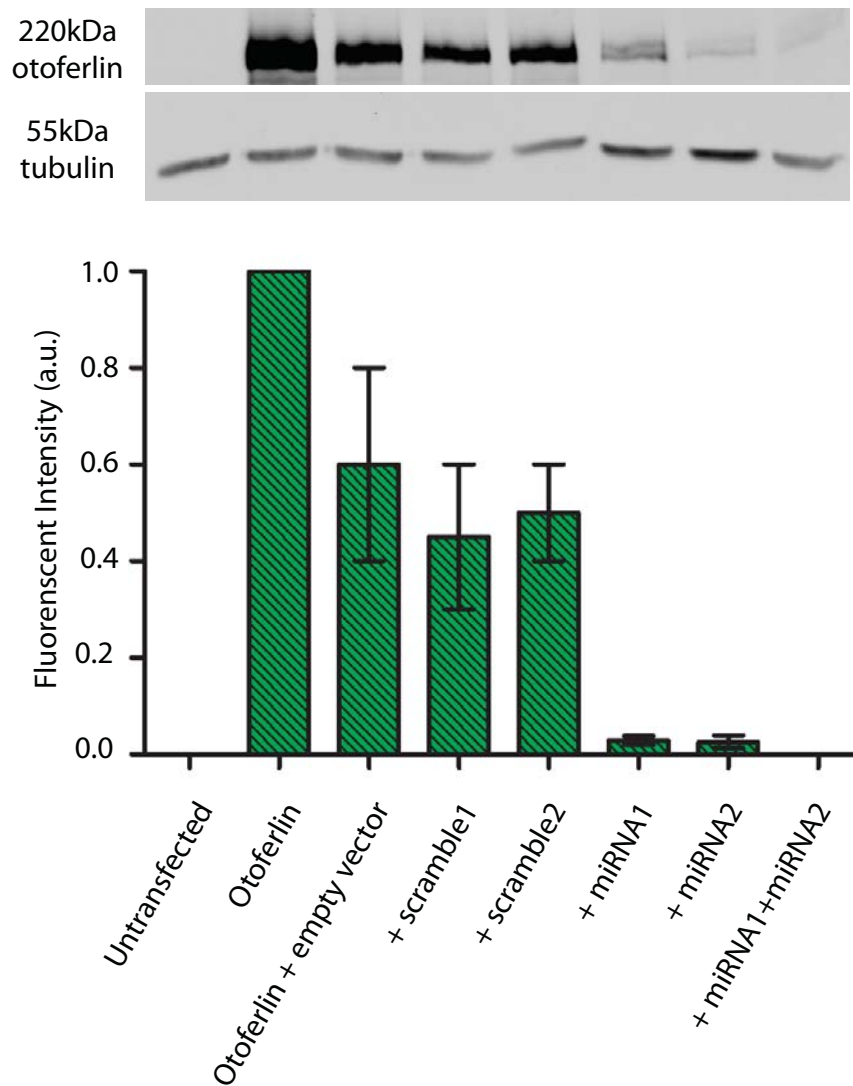 220kDa
otoferlin
55kDa
tubulin
Fluorenscent Intensity (a.u.)
1.0
0.8
0.6
0.4
0.2
0.0
Untransfected
Otoferlin
Otoferlin + empty vector
+ scramble1
+ scramble2
+ miRNA1
+ miRNA2
+ miRNA1+miRNA2